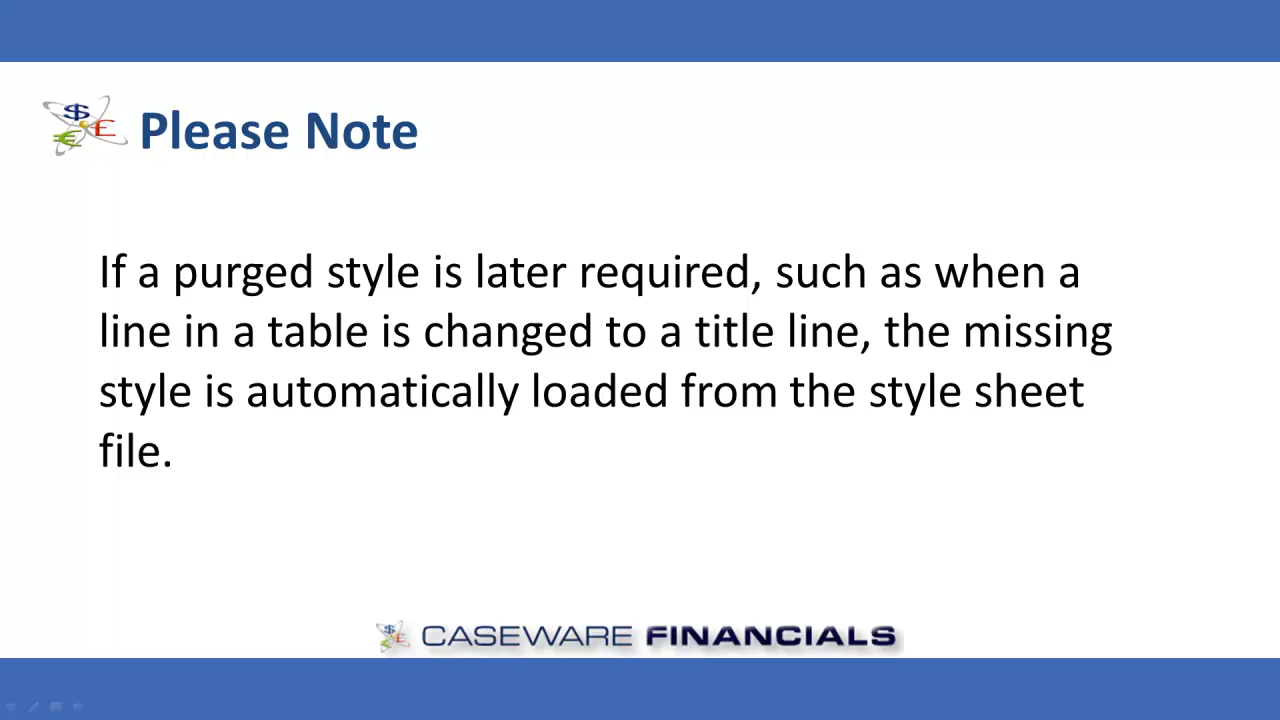 Please Note
If a purged style is later required, such as when a
line in a table is changed to a title line, the missing
style is automatically loaded from the style sheet
file.
CASEWARE FINANCIALS